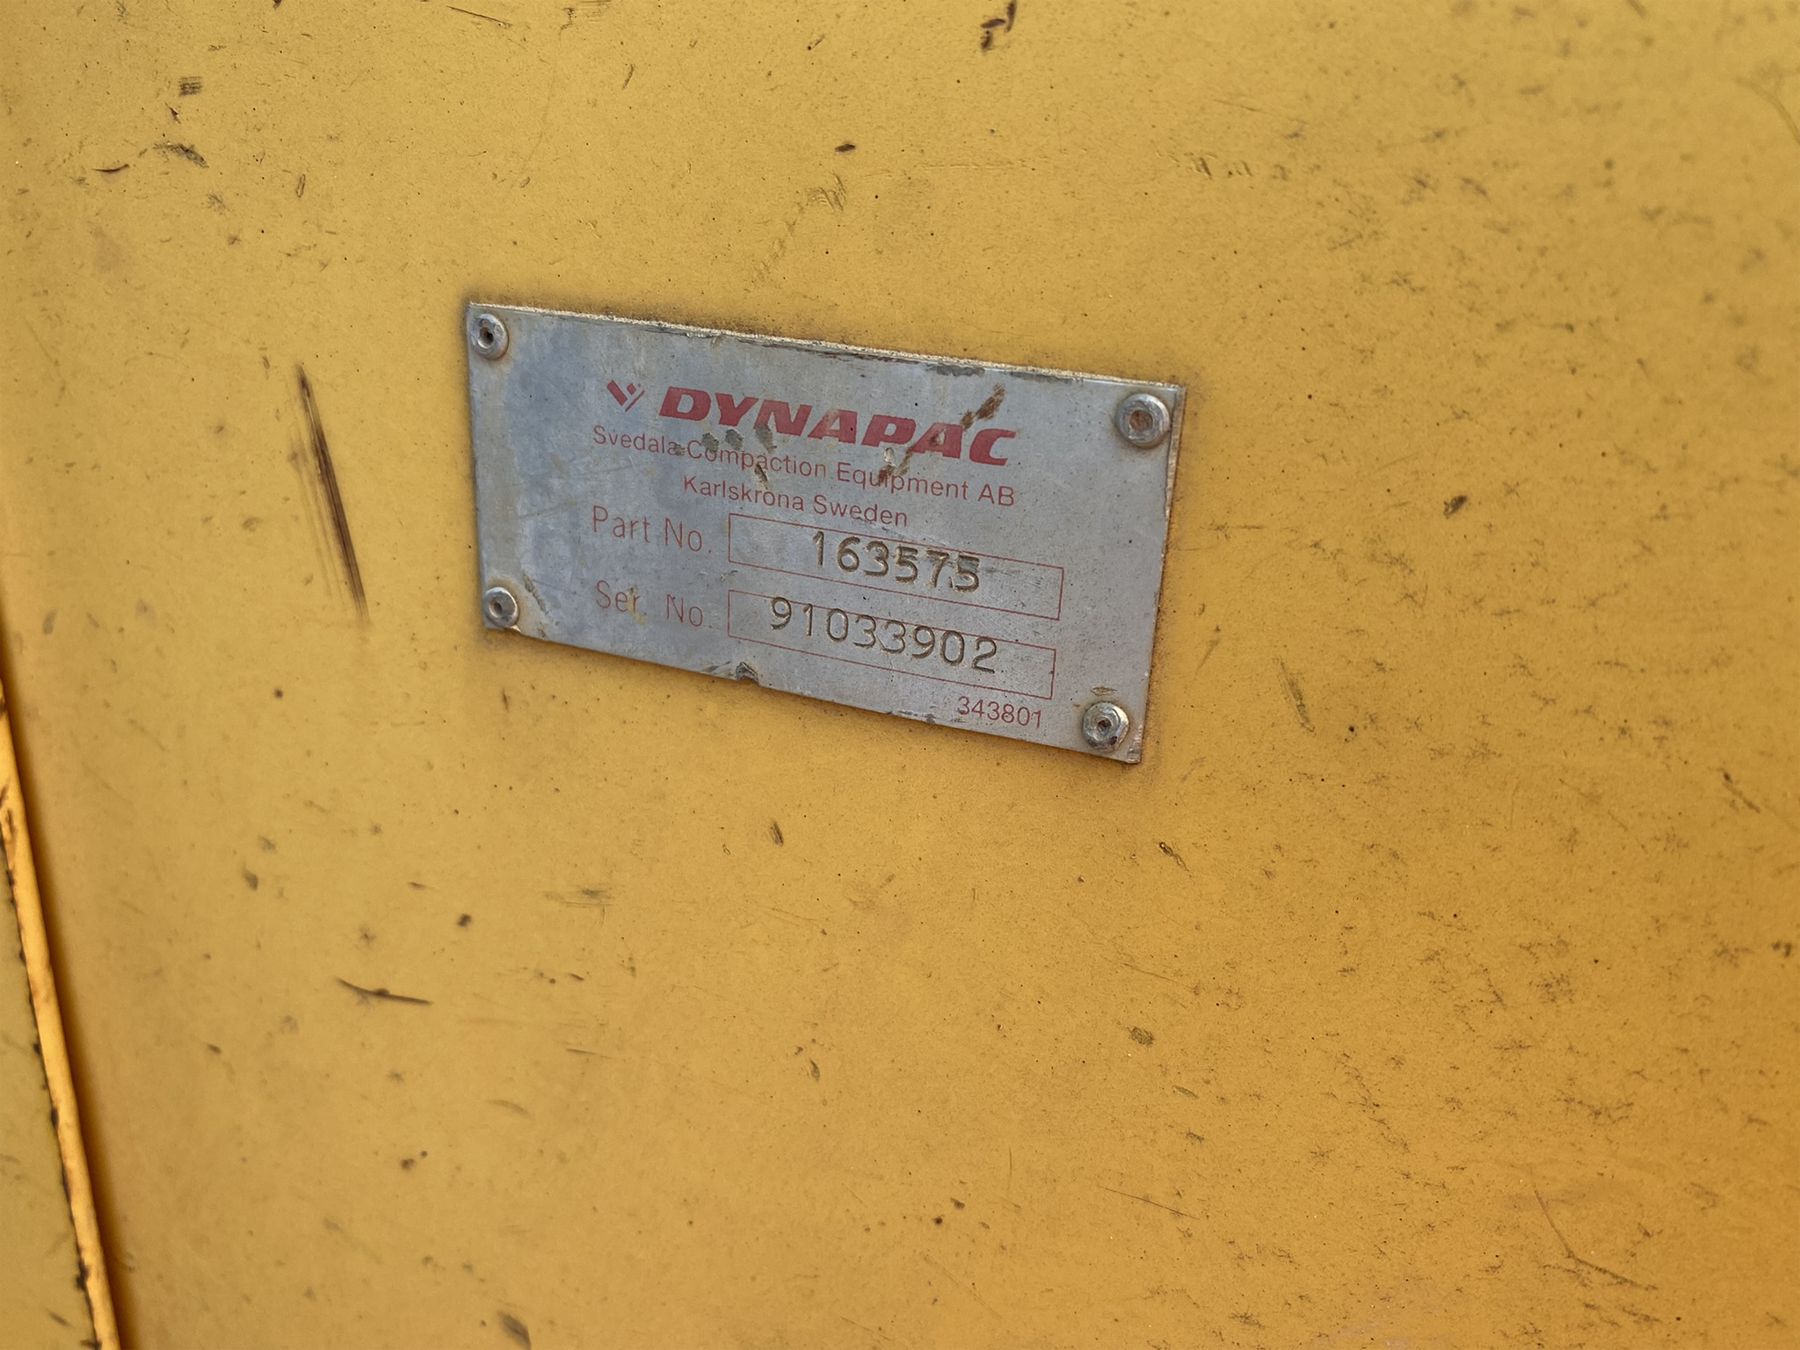 DYNAPAC
Svedala Compaction Equipment AB
Karlskrona Sweden
Part No. 163575
Ser. No. 91033902
343801